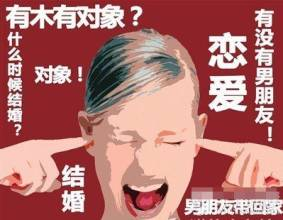 有木有对象？
什么时候结婚？
对象！
有没有男朋友！
恋爱
结婚
男朋友带回家